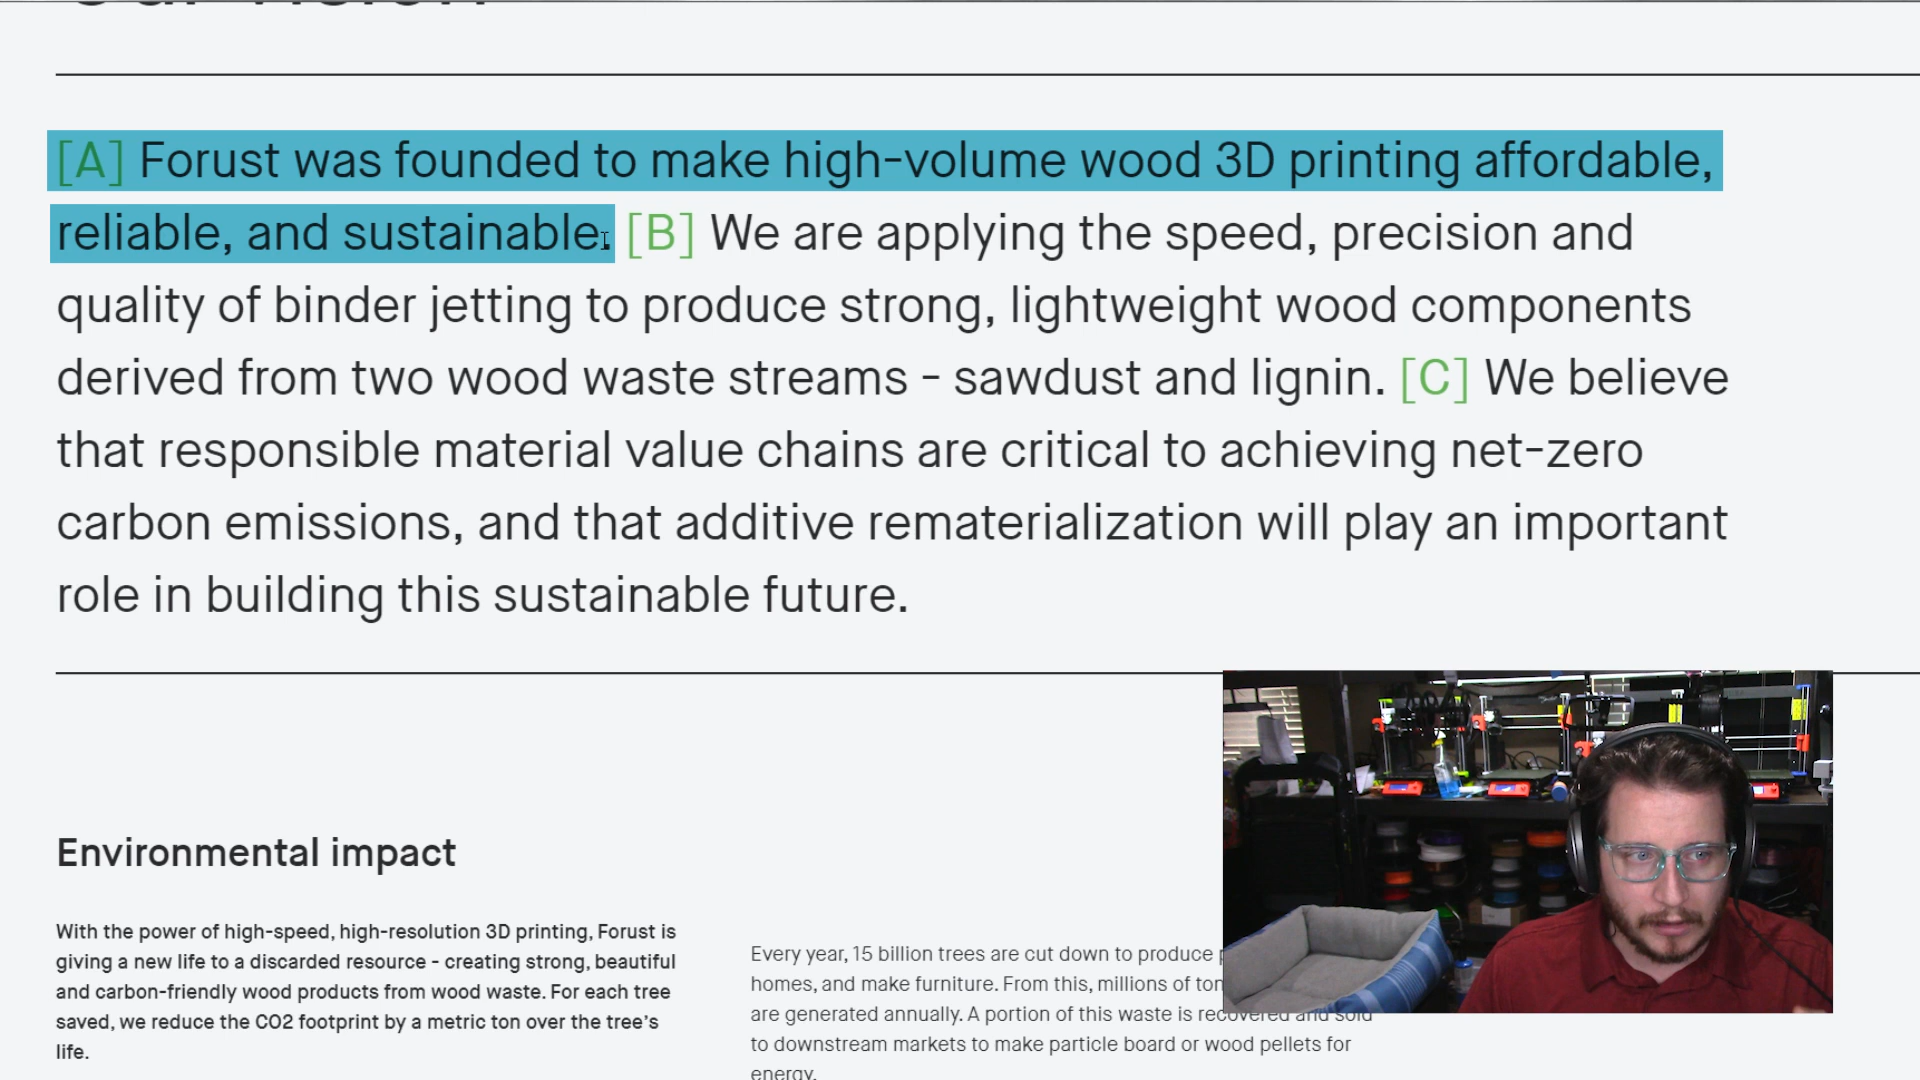 Our vision
[A] Forust was founded to make high-volume wood 3D printing affordable,
reliable, and sustainable. [B] We are applying the speed, precision and
quality of binder jetting to produce strong, lightweight wood components
derived from two wood waste streams - sawdust and lignin. [C] We believe
that responsible material value chains are critical to achieving net-zero
carbon emissions, and that additive rematerialization will play an important
role in building this sustainable future.
Environmental impact
With the power of high-speed, high-resolution 3D printing, Forust is
giving a new life to a discarded resource - creating strong, beautiful
and carbon-friendly wood products from wood waste. For each tree
saved, we reduce the CO2 footprint by a metric ton over the tree's
life.
Every year, 15 billion trees are cut down to produce
homes, and make furniture. From this, millions of
are generated annually. A portion of this waste is recovered and sold
to downstream markets to make particle board or wood pellets for
energy.